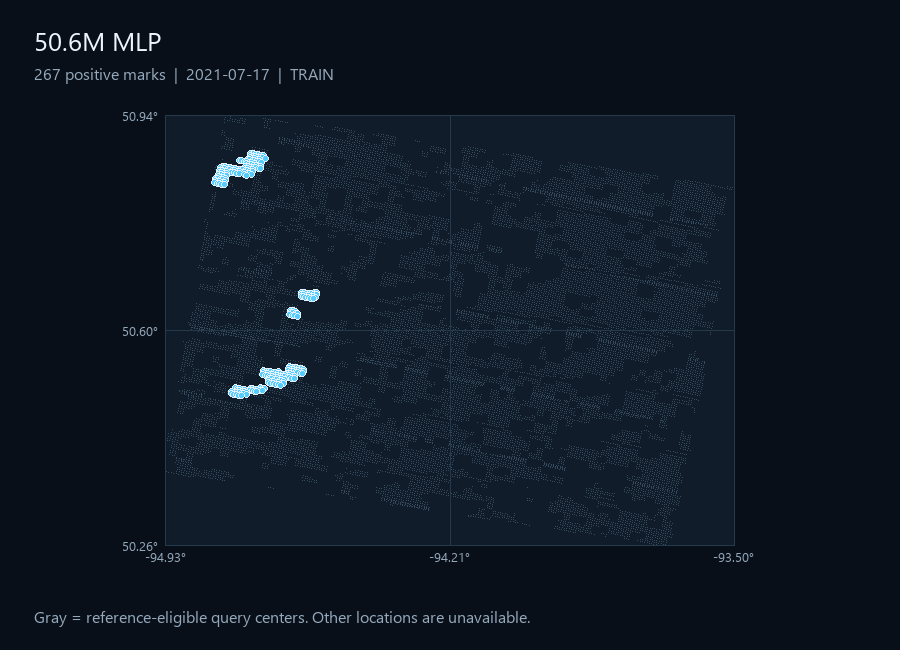 50.6M MLP
267 positive marks | 2021-07-17 | TRAIN
50.94°
50.60°
50.26°
-94.93° -94.21° -93.50°
Gray = reference-eligible query centers. Other locations are unavailable.